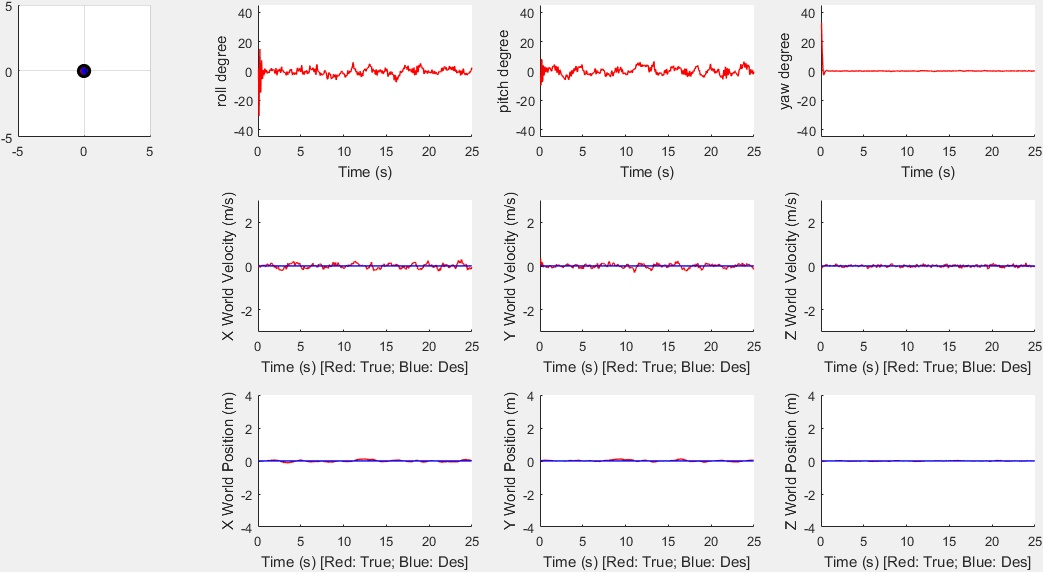 5
0
-5
-5 0 5
roll degree
40
20
0
-20
-40
0 5 10 15 20 25
Time (s)
pitch degree
40
20
0
-20
-40
0 5 10 15 20 25
Time (s)
yaw degree
40
20
0
-20
-40
0 5 10 15 20 25
Time (s)
X World Velocity (m/s)
2
0
-2
0 5 10 15 20 25
Time (s) [Red: True; Blue: Des]
Y World Velocity (m/s)
2
0
-2
0 5 10 15 20 25
Time (s) [Red: True; Blue: Des]
Z World Velocity (m/s)
2
0
-2
0 5 10 15 20 25
Time (s) [Red: True; Blue: Des]
X World Position (m)
4
2
0
-2
-4
0 5 10 15 20 25
Time (s) [Red: True; Blue: Des]
Y World Position (m)
4
2
0
-2
-4
0 5 10 15 20 25
Time (s) [Red: True; Blue: Des]
Z World Position (m)
4
2
0
-2
-4
0 5 10 15 20 25
Time (s) [Red: True; Blue: Des]